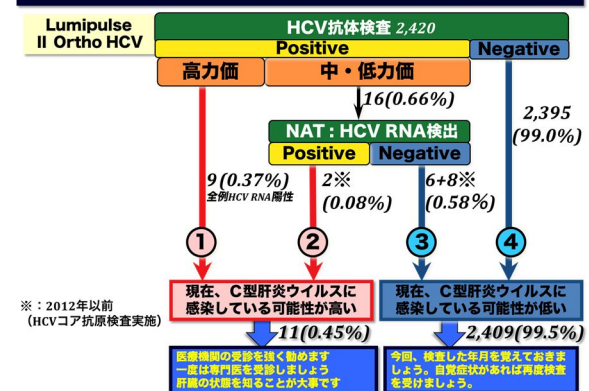 Lumipulse
II Ortho HCV
HCV抗体検査 2,420
Positive
Negative
高力価
中・低力価
16(0.66%)
2,395
(99.0%)
NAT : HCV RNA検出
Positive
Negative
9(0.37%)
全例HCV RNA陽性
2※
(0.08%)
6+8※
(0.58%)
1
2
3
4
現在、C型肝炎ウイルスに
感染している可能性が高い
現在、C型肝炎ウイルスに
感染している可能性が低い
※：2012年以前
（HCVコア抗原検査実施）
11(0.45%)
2,409(99.5%)
医療機関の受診を強く勧めます
一度は専門医を受診しましょう
肝臓の状態を知ることが大事です
今回、検査した年月を覚えておきま
しょう。自覚症状があれば再度検査
を受けましょう。